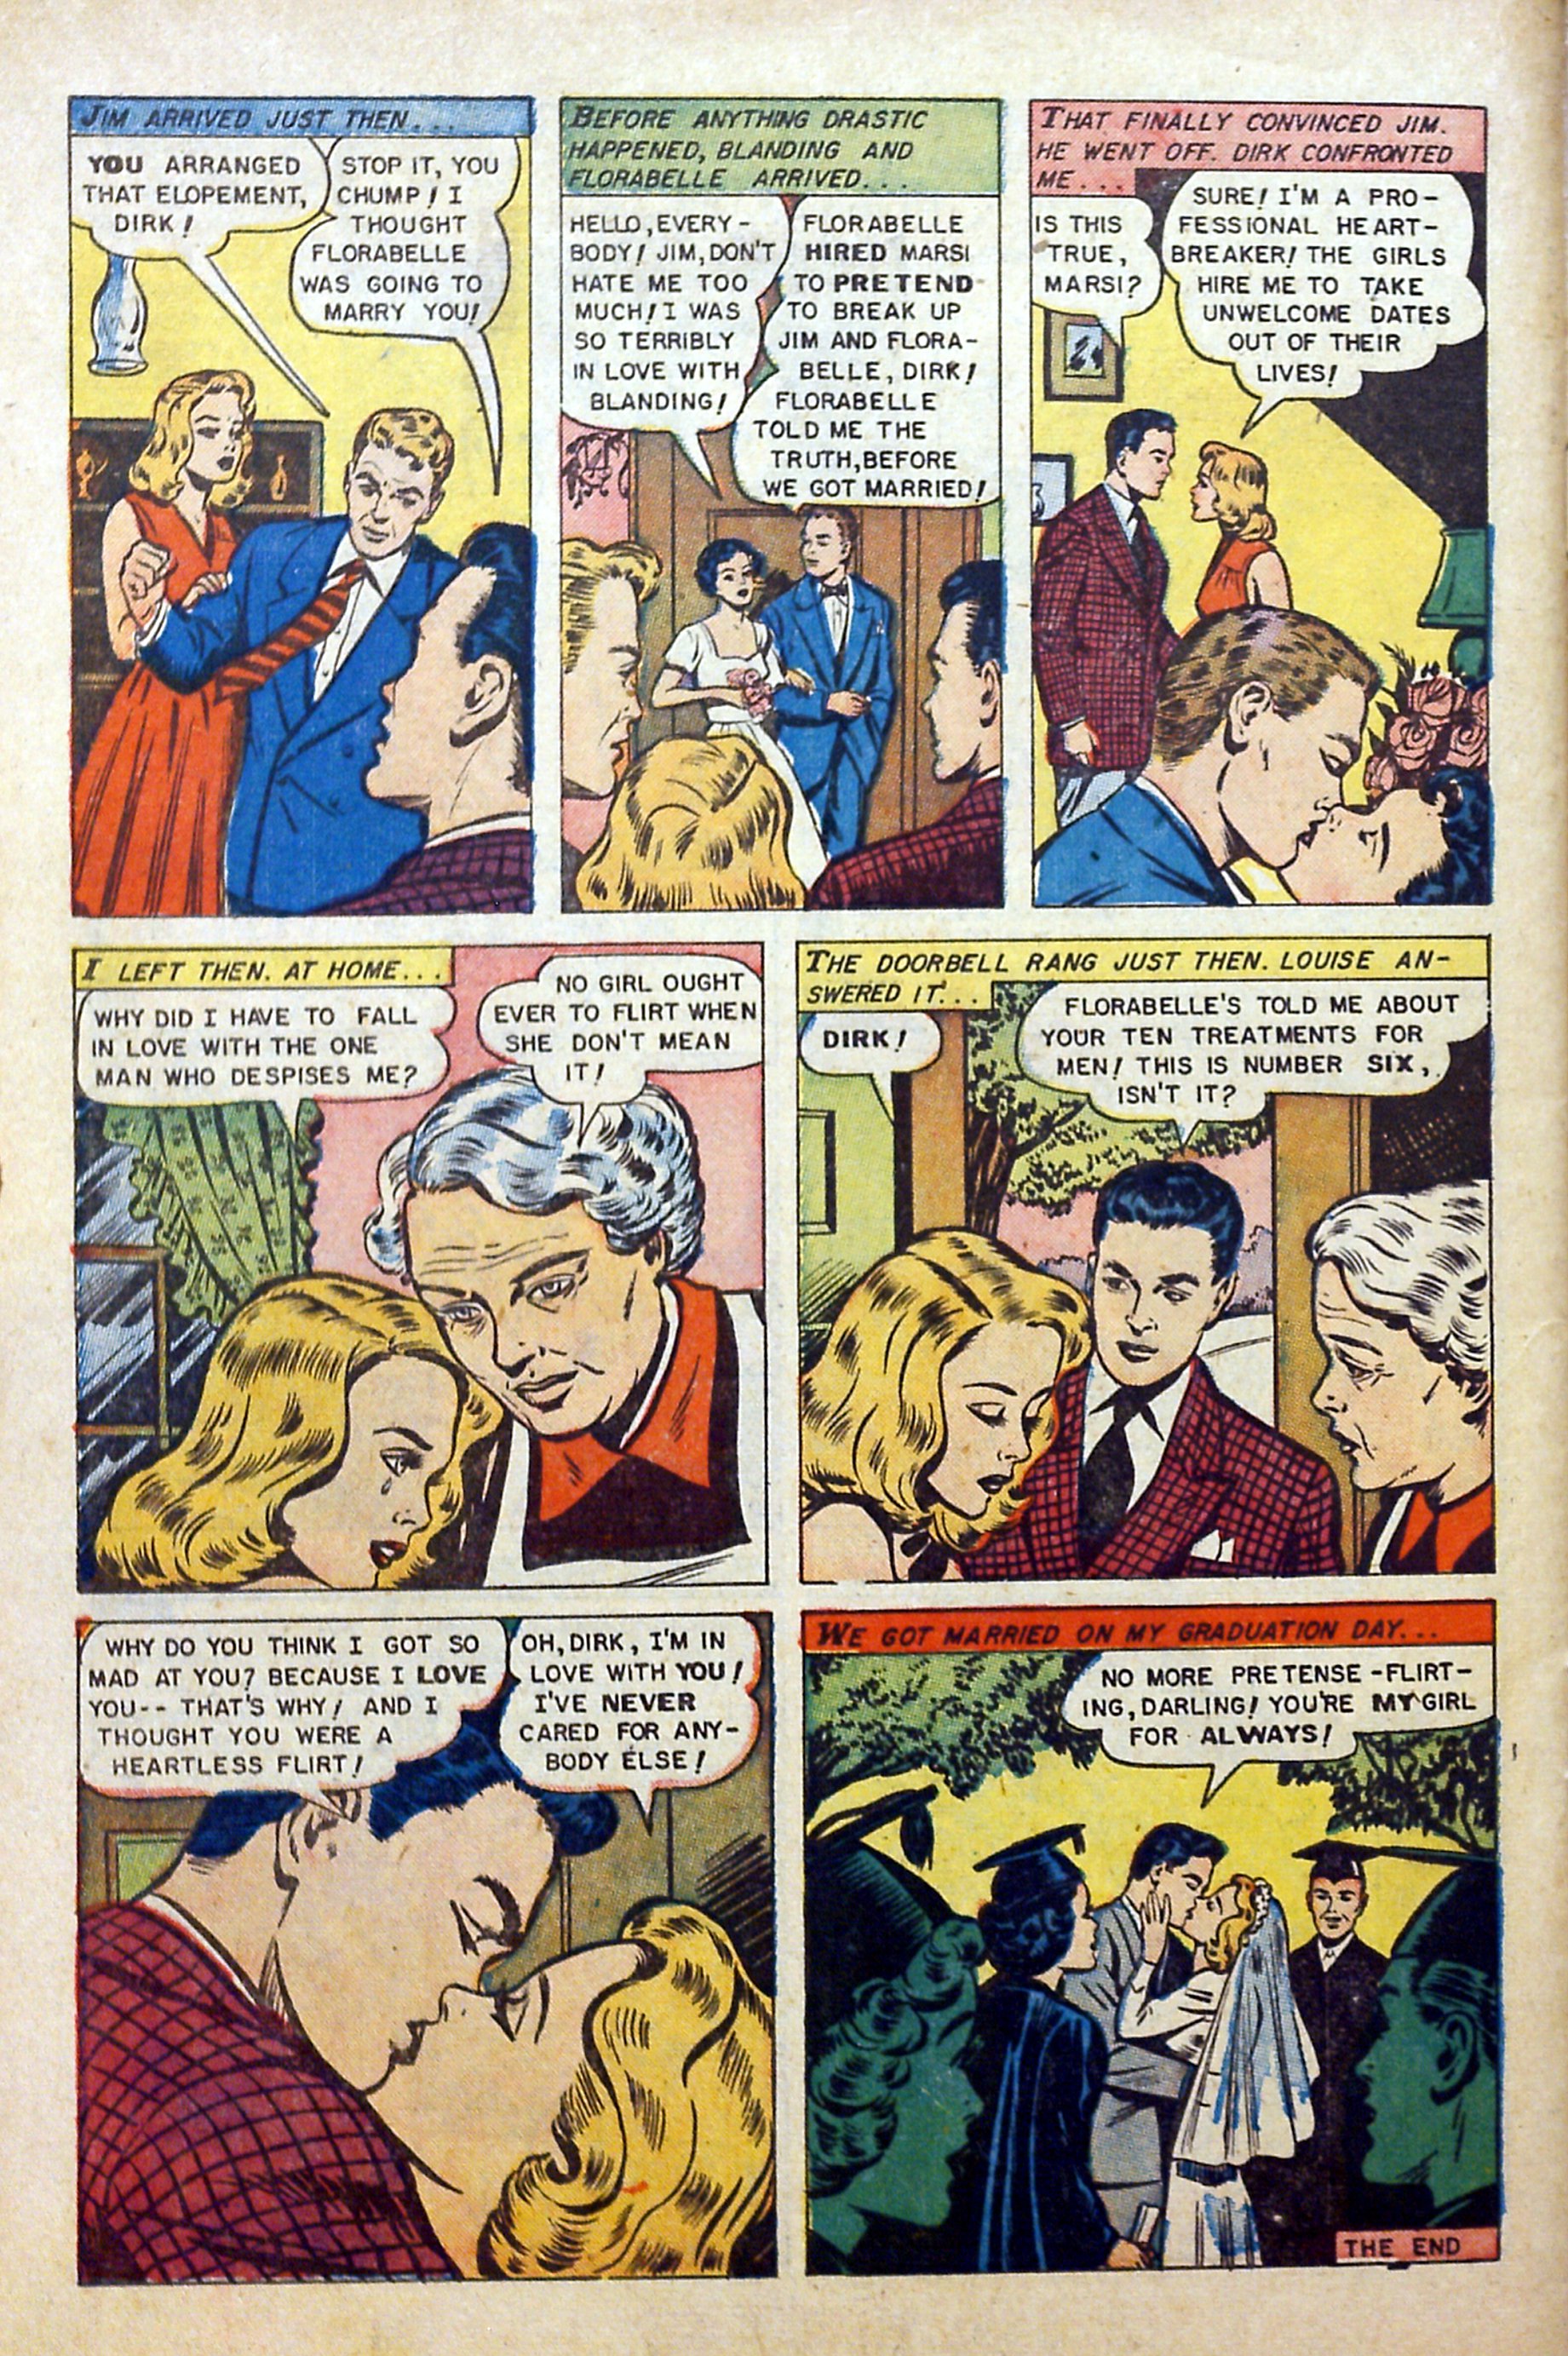 JIM ARRIVED JUST THEN...
YOU ARRANGED
THAT ELOPEMENT,
DIRK!
STOP IT, YOU
CHUMP! I
THOUGHT
FLORABELLE
WAS GOING TO
MARRY YOU!
BEFORE ANYTHING DRASTIC
HAPPENED, BLANDING AND
FLORABELLE ARRIVED...
HELLO, EVERY-
BODY! JIM, DON'T
HATE ME TOO
MUCH! I WAS
SO TERRIBLY
IN LOVE WITH
BLANDING!
FLORABELLE
HIRED MARSI
TO PRETEND
TO BREAK UP
JIM AND FLORA-
BELLE, DIRK!
FLORABELLE
TOLD ME THE
TRUTH, BEFORE
WE GOT MARRIED!
THAT FINALLY CONVINCED JIM.
HE WENT OFF. DIRK CONFRONTED
ME...
IS THIS
TRUE,
MARSI?
SURE! I'M A PRO-
FESSIONAL HEART-
BREAKER! THE GIRLS
HIRE ME TO TAKE
UNWELCOME DATES
OUT OF THEIR
LIVES!
I LEFT THEN. AT HOME...
WHY DID I HAVE TO FALL
IN LOVE WITH THE ONE
MAN WHO DESPISES ME?
NO GIRL OUGHT
EVER TO FLIRT WHEN
SHE DON'T MEAN
IT!
THE DOORBELL RANG JUST THEN. LOUISE AN-
SWERED IT...
DIRK!
FLORABELLE'S TOLD ME ABOUT
YOUR TEN TREATMENTS FOR
MEN! THIS IS NUMBER SIX,
ISN'T IT?
WHY DO YOU THINK I GOT SO
MAD AT YOU? BECAUSE I LOVE
YOU-- THAT'S WHY! AND I
THOUGHT YOU WERE A
HEARTLESS FLIRT!
OH, DIRK, I'M IN
LOVE WITH YOU!
I'VE NEVER
CARED FOR ANY-
BODY ELSE!
WE GOT MARRIED ON MY GRADUATION DAY...
NO MORE PRETENSE-FLIRT-
ING, DARLING! YOU'RE MY GIRL
FOR ALWAYS!
THE END